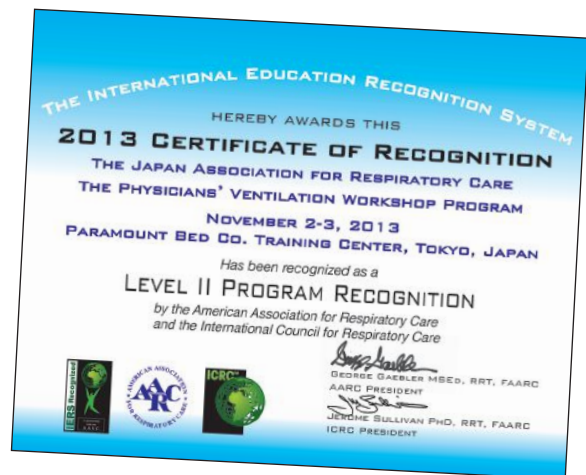 THE INTERNATIONAL EDUCATION RECOGNITION SYSTEM
HEREBY AWARDS THIS
2013 CERTIFICATE OF RECOGNITION
THE JAPAN ASSOCIATION FOR RESPIRATORY CARE
THE PHYSICIANS' VENTILATION WORKSHOP PROGRAM
NOVEMBER 2-3, 2013
PARAMOUNT BED CO. TRAINING CENTER, TOKYO, JAPAN
Has been recognized as a
LEVEL II PROGRAM RECOGNITION
by the American Association for Respiratory Care
and the International Council for Respiratory Care
GEORGE GAEBLER MSED, RRT, FAARC
AARC PRESIDENT
JEROME SULLIVAN PHD, RRT, FAARC
ICRC PRESIDENT
IERS Recognized
AMERICAN ASSOCIATION
FOR RESPIRATORY CARE
AARC
ICRC